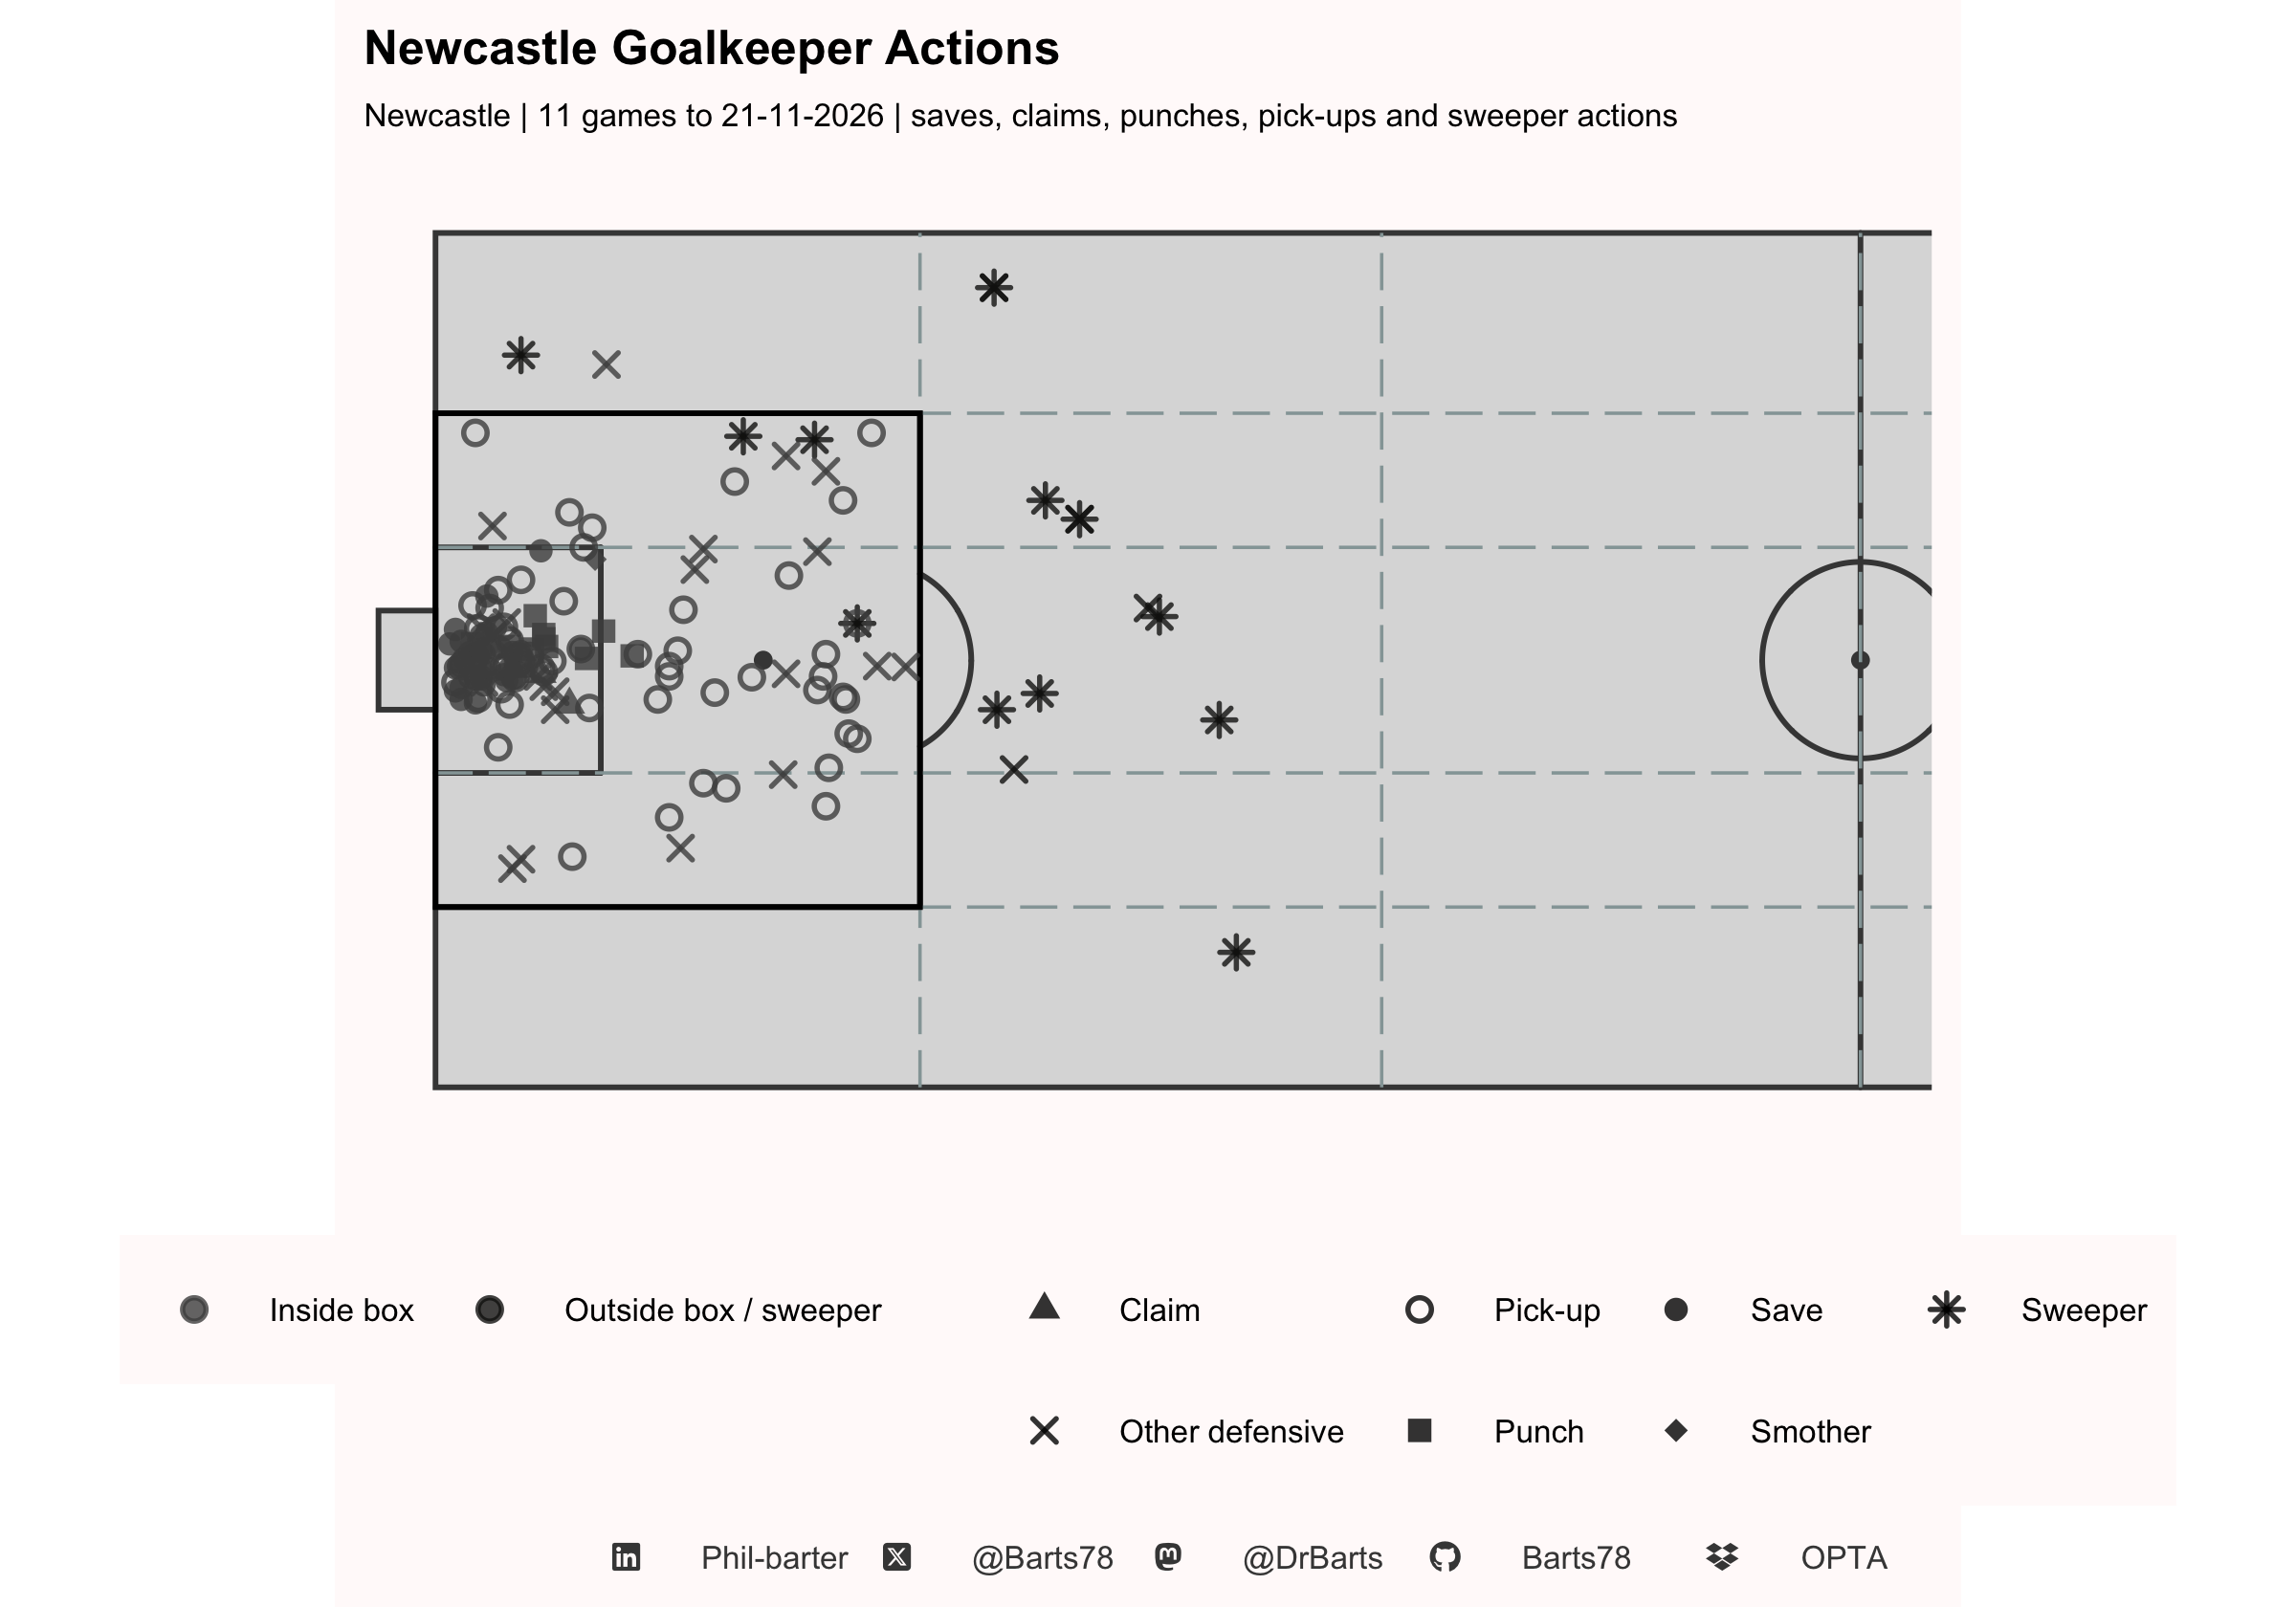 Newcastle Goalkeeper Actions
Newcastle | 11 games to 21-11-2026 | saves, claims, punches, pick-ups and sweeper actions
Inside box Outside box / sweeper Claim Pick-up Save Sweeper
Other defensive Punch Smother
Phil-barter @Barts78 @DrBarts Barts78 OPTA